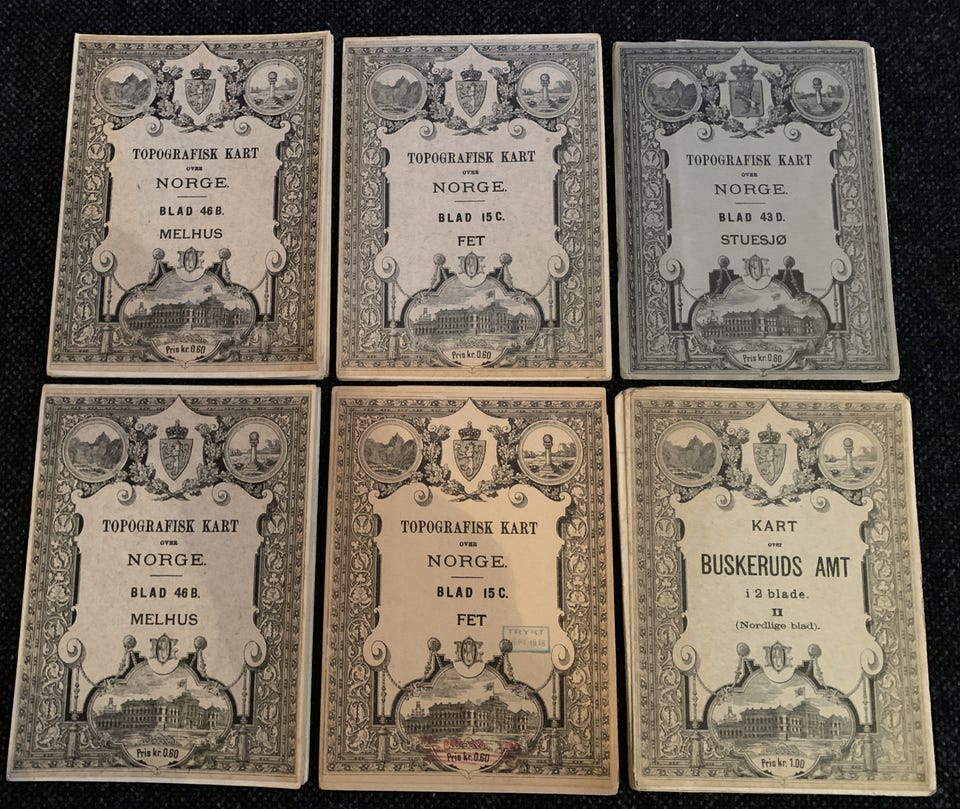 TOPOGRAFISK KART
OVER
NORGE.
BLAD 46B.
MELHUS
Pris kr. 0.60
TOPOGRAFISK KART
OVER
NORGE.
BLAD 15C.
FET
Pris kr. 0.60
TOPOGRAFISK KART
OVER
NORGE.
BLAD 43D.
STUESJØ
Pris kr. 0.60
TOPOGRAFISK KART
OVER
NORGE.
BLAD 46B.
MELHUS
Pris kr. 0.60
TOPOGRAFISK KART
OVER
NORGE.
BLAD 15C.
FET
TRYKT
Pris kr. 0.60
KART
over
BUSKERUDS AMT
i 2 blade.
II
(Nordlige blad).
Pris kr. 1.00